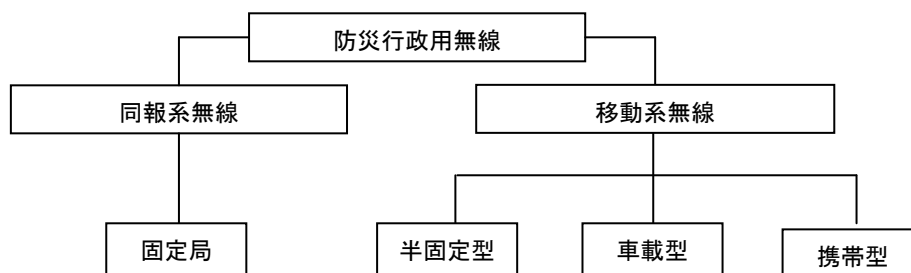 防災行政用無線
同報系無線
移動系無線
固定局
半固定型
車載型
携帯型